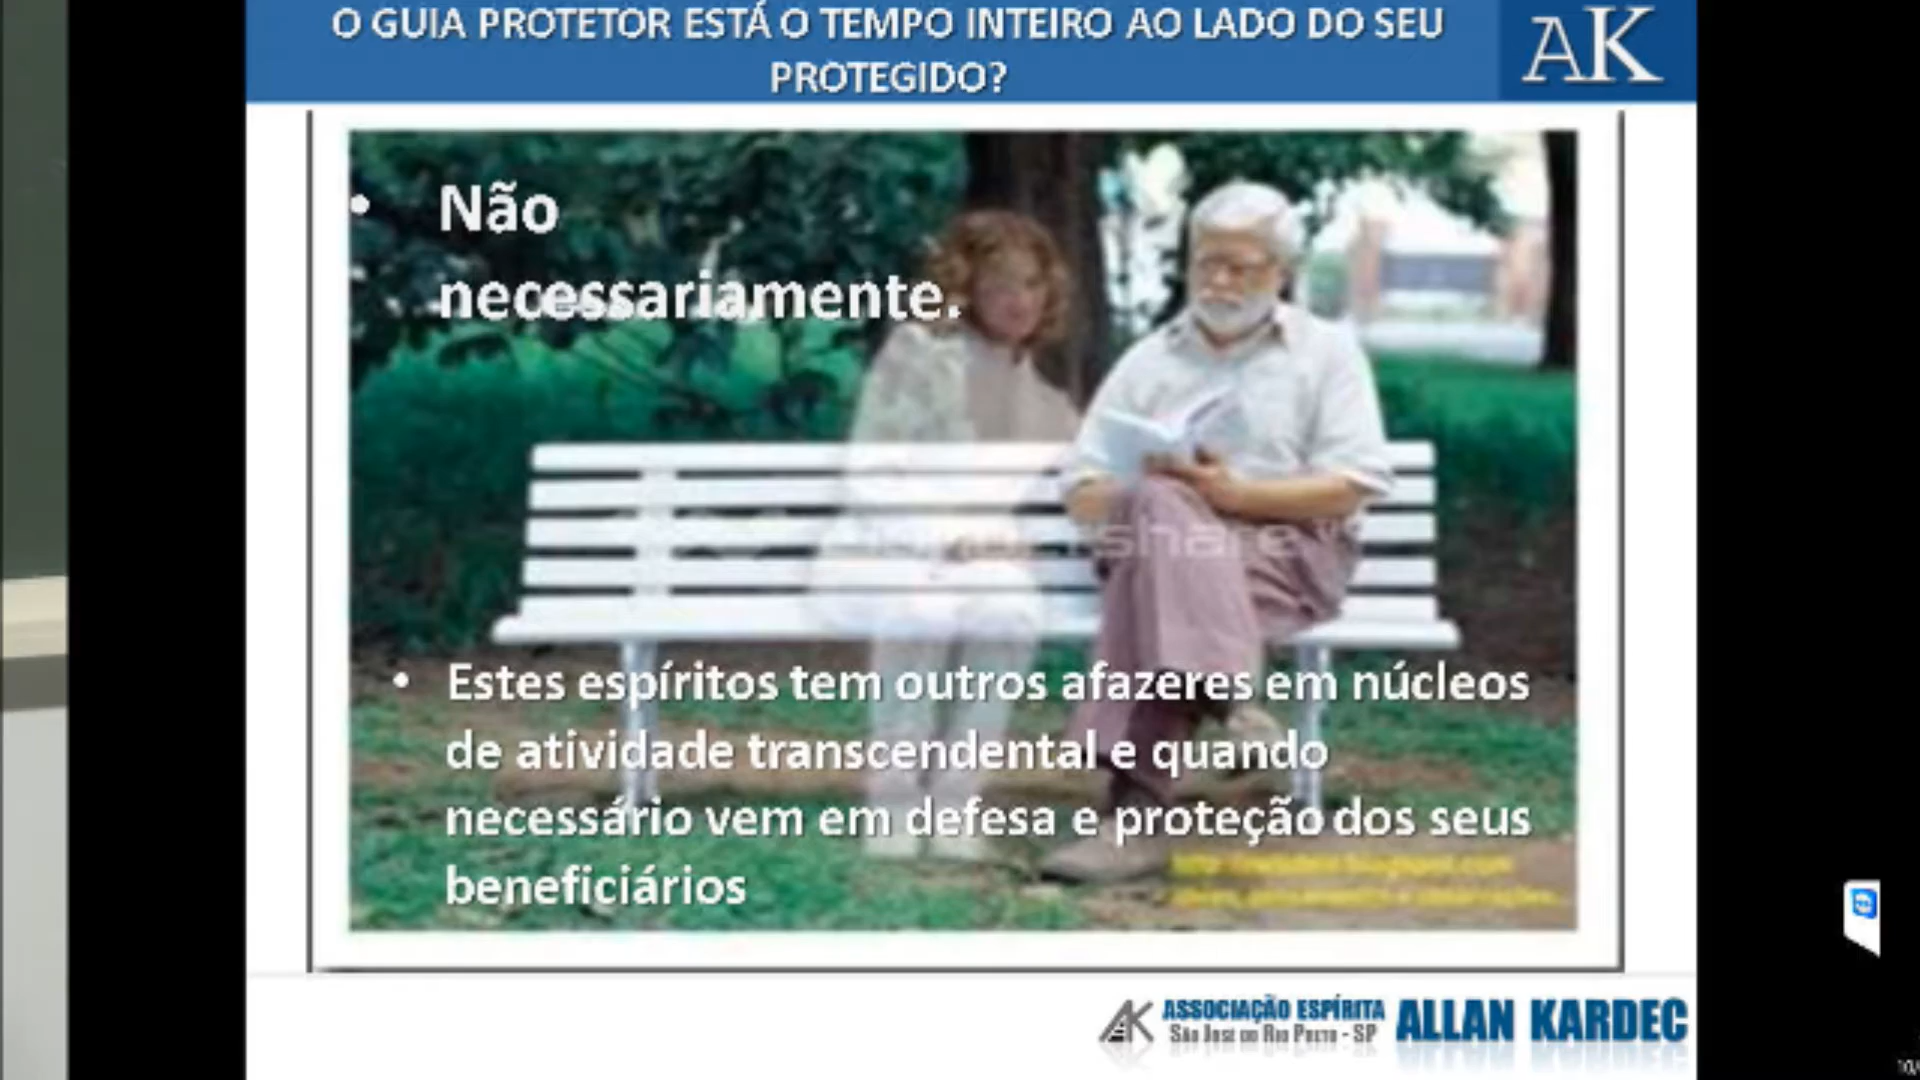 O GUIA PROTETOR ESTÁ O TEMPO INTEIRO AO LADO DO SEU
PROTEGIDO?
AK
• Não
necessariamente.
• Estes espíritos tem outros afazeres em núcleos
de atividade transcendental e quando
necessário vem em defesa e proteção dos seus
beneficiários
AK ASSOCIAÇÃO ESPÍRITA ALLAN KARDEC
SÃO JOSÉ DO RIO PRETO - SP
10/